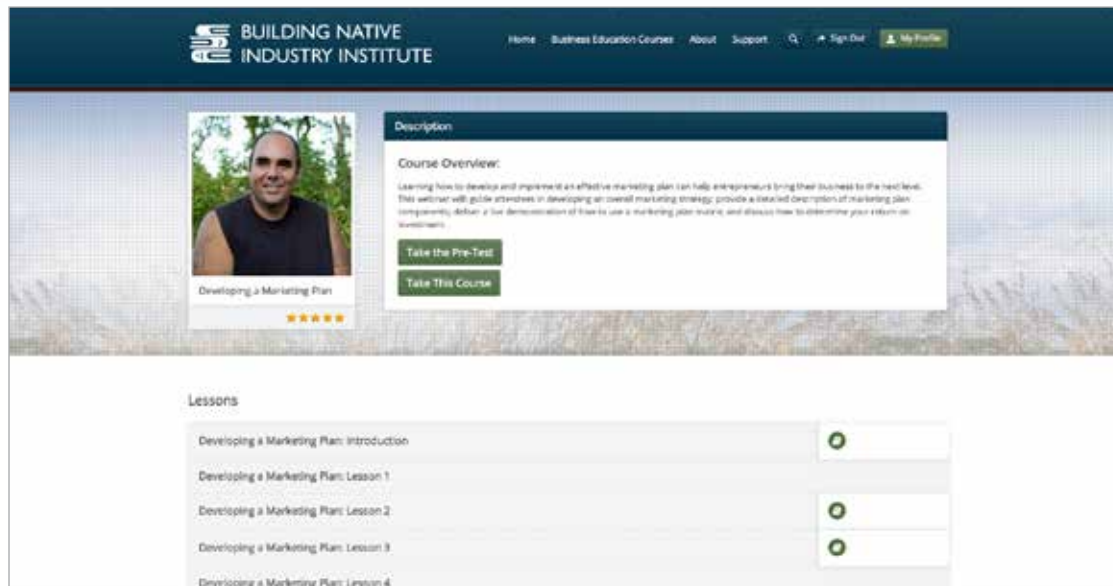 BUILDING NATIVE
INDUSTRY INSTITUTE
Home Business Education Courses About Support Sign Out My Profile
Description
Course Overview:
Learning how to develop and implement an effective marketing plan can help entrepreneurs bring their business to the next level.
This webinar will guide attendees in developing an overall marketing strategy; provide a detailed description of marketing plan
components; deliver a live demonstration of how to use a marketing plan matrix; and discuss how to determine your return on
investment.
Take the Pre-Test
Take This Course
Developing a Marketing Plan
Lessons
Developing a Marketing Plan: Introduction
Developing a Marketing Plan: Lesson 1
Developing a Marketing Plan: Lesson 2
Developing a Marketing Plan: Lesson 3
Developing a Marketing Plan: Lesson 4